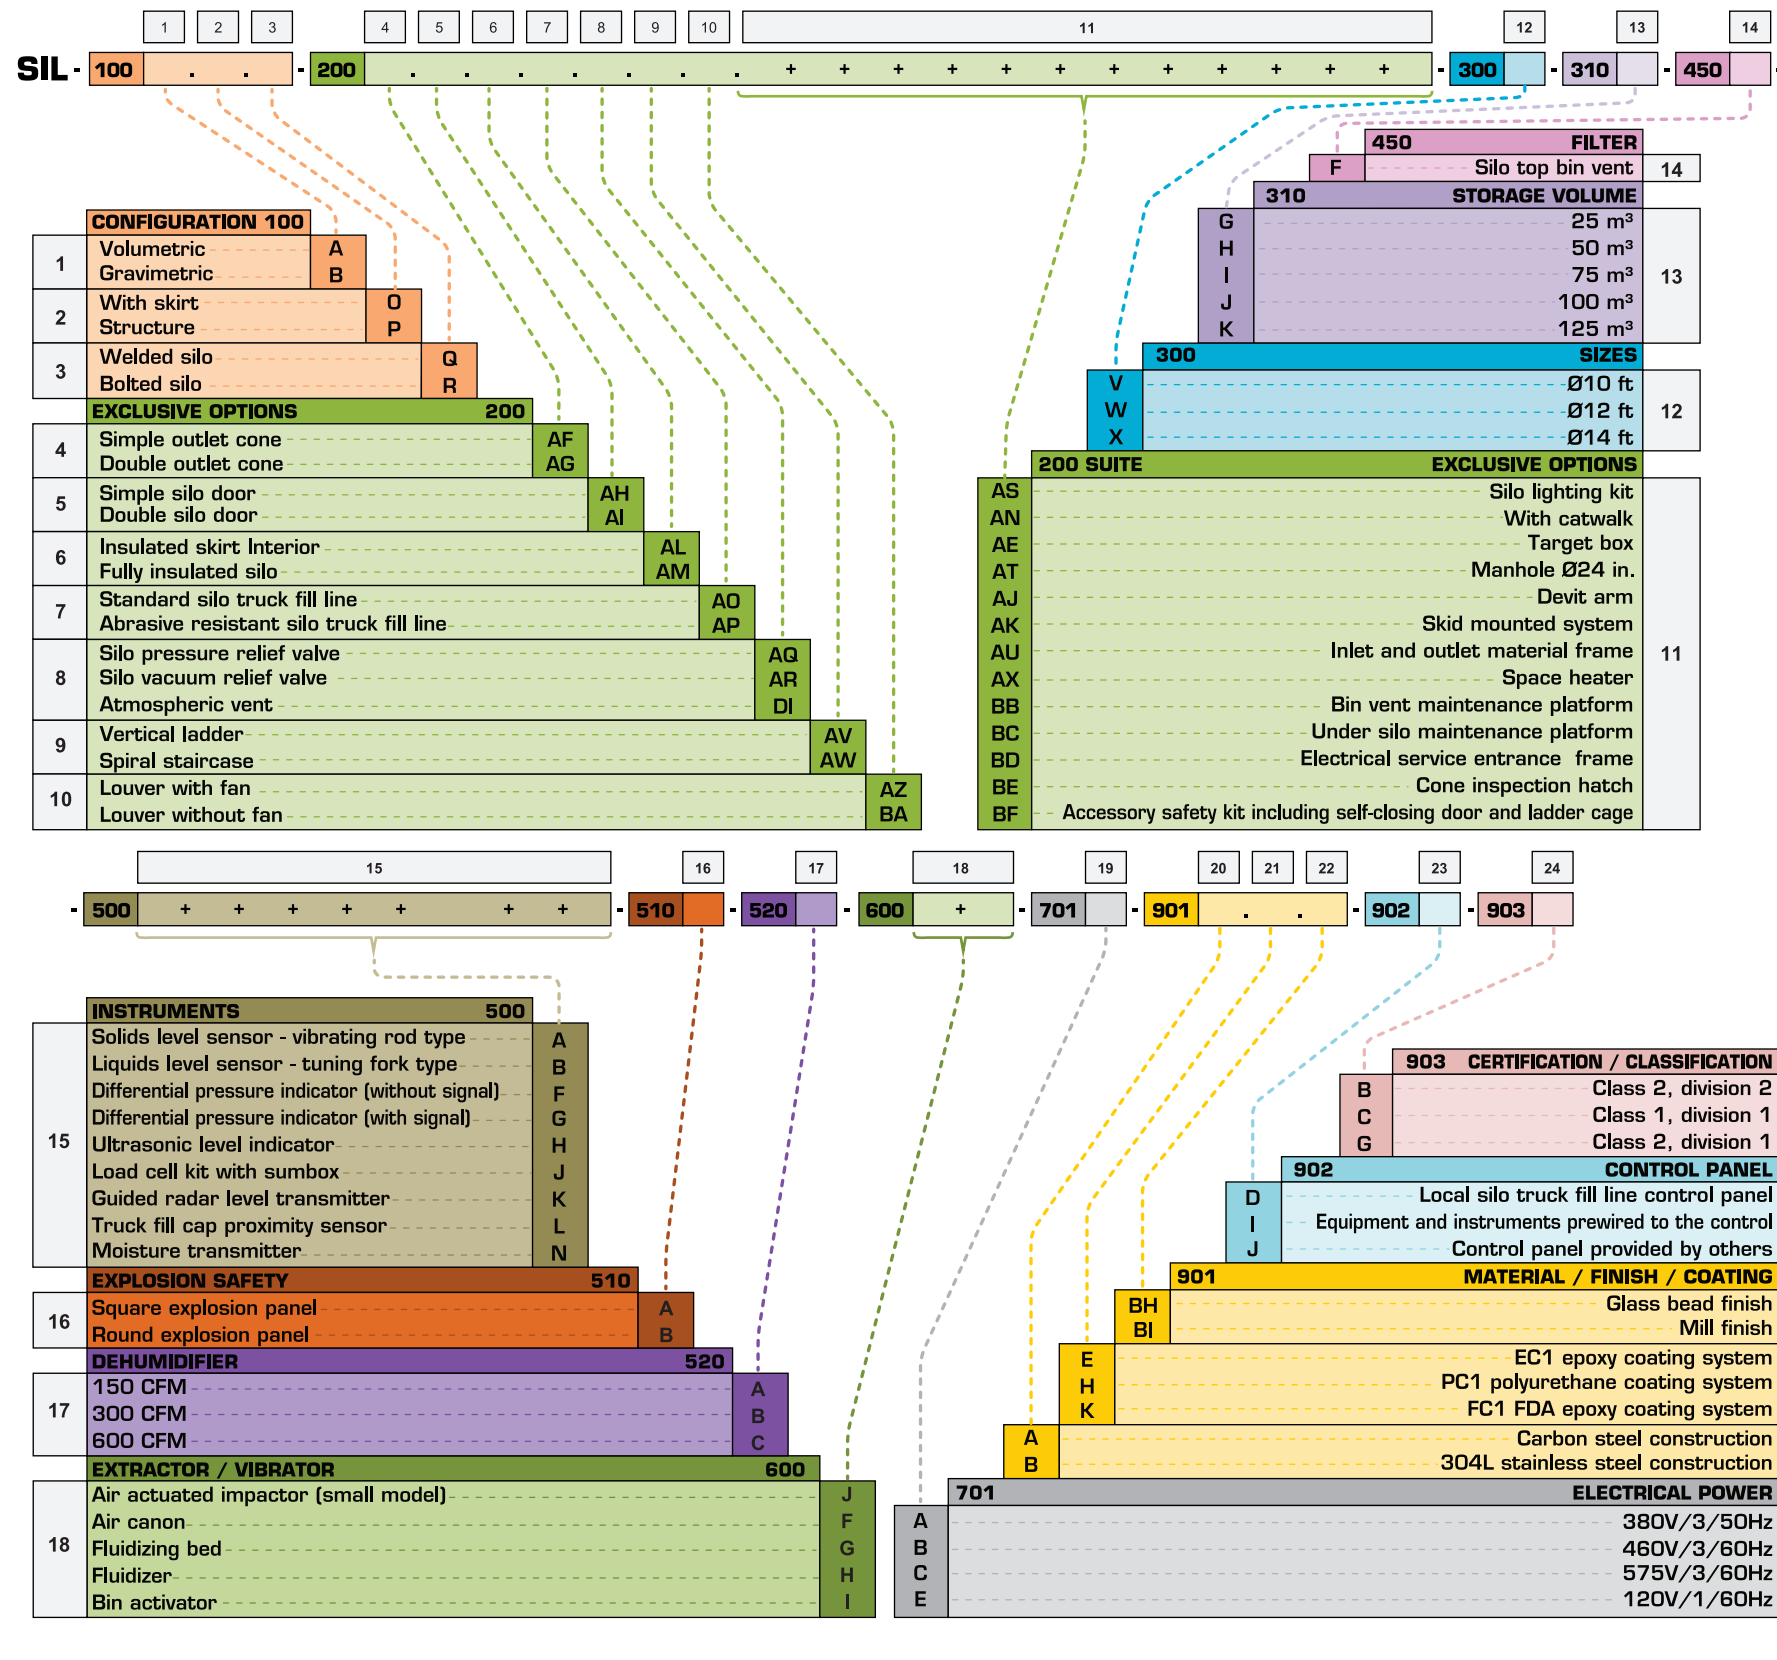 1 2 3 4 5 6 7 8 9 10 11 12 13 14
SIL - 100 . . - 200 . . . . . . . + + + + + + + + + + + + - 300 - 310 - 450 -
CONFIGURATION 100
1
Volumetric A
Gravimetric B
2
With skirt O
Structure P
3
Welded silo Q
Bolted silo R
EXCLUSIVE OPTIONS 200
4
Simple outlet cone AF
Double outlet cone AG
5
Simple silo door AH
Double silo door AI
6
Insulated skirt Interior AL
Fully insulated silo AM
7
Standard silo truck fill line AO
Abrasive resistant silo truck fill line AP
8
Silo pressure relief valve AQ
Silo vacuum relief valve AR
Atmospheric vent DI
9
Vertical ladder AV
Spiral staircase AW
10
Louver with fan AZ
Louver without fan BA
450 FILTER
F Silo top bin vent 14
310 STORAGE VOLUME
G 25 m³
H 50 m³
I 75 m³
J 100 m³
K 125 m³
13
300 SIZES
V Ø10 ft
W Ø12 ft
X Ø14 ft
12
200 SUITE EXCLUSIVE OPTIONS
AS Silo lighting kit
AN With catwalk
AE Target box
AT Manhole Ø24 in.
AJ Devit arm
AK Skid mounted system
AU Inlet and outlet material frame
AX Space heater
BB Bin vent maintenance platform
BC Under silo maintenance platform
BD Electrical service entrance frame
BE Cone inspection hatch
BF Accessory safety kit including self-closing door and ladder cage
11
15 16 17 18 19 20 21 22 23 24
- 500 + + + + + + + - 510 - 520 - 600 + - 701 - 901 . . - 902 - 903
INSTRUMENTS 500
15
Solids level sensor - vibrating rod type A
Liquids level sensor - tuning fork type B
Differential pressure indicator (without signal) F
Differential pressure indicator (with signal) G
Ultrasonic level indicator H
Load cell kit with sumbox J
Guided radar level transmitter K
Truck fill cap proximity sensor L
Moisture transmitter N
EXPLOSION SAFETY 510
16
Square explosion panel A
Round explosion panel B
DEHUMIDIFIER 520
17
150 CFM A
300 CFM B
600 CFM C
EXTRACTOR / VIBRATOR 600
18
Air actuated impactor (small model) J
Air canon F
Fluidizing bed G
Fluidizer H
Bin activator I
903 CERTIFICATION / CLASSIFICATION
B Class 2, division 2
C Class 1, division 1
G Class 2, division 1
902 CONTROL PANEL
D Local silo truck fill line control panel
I Equipment and instruments prewired to the control
J Control panel provided by others
901 MATERIAL / FINISH / COATING
BH Glass bead finish
BI Mill finish
E EC1 epoxy coating system
H PC1 polyurethane coating system
K FC1 FDA epoxy coating system
A Carbon steel construction
B 304L stainless steel construction
701 ELECTRICAL POWER
A 380V/3/50Hz
B 460V/3/60Hz
C 575V/3/60Hz
E 120V/1/60Hz